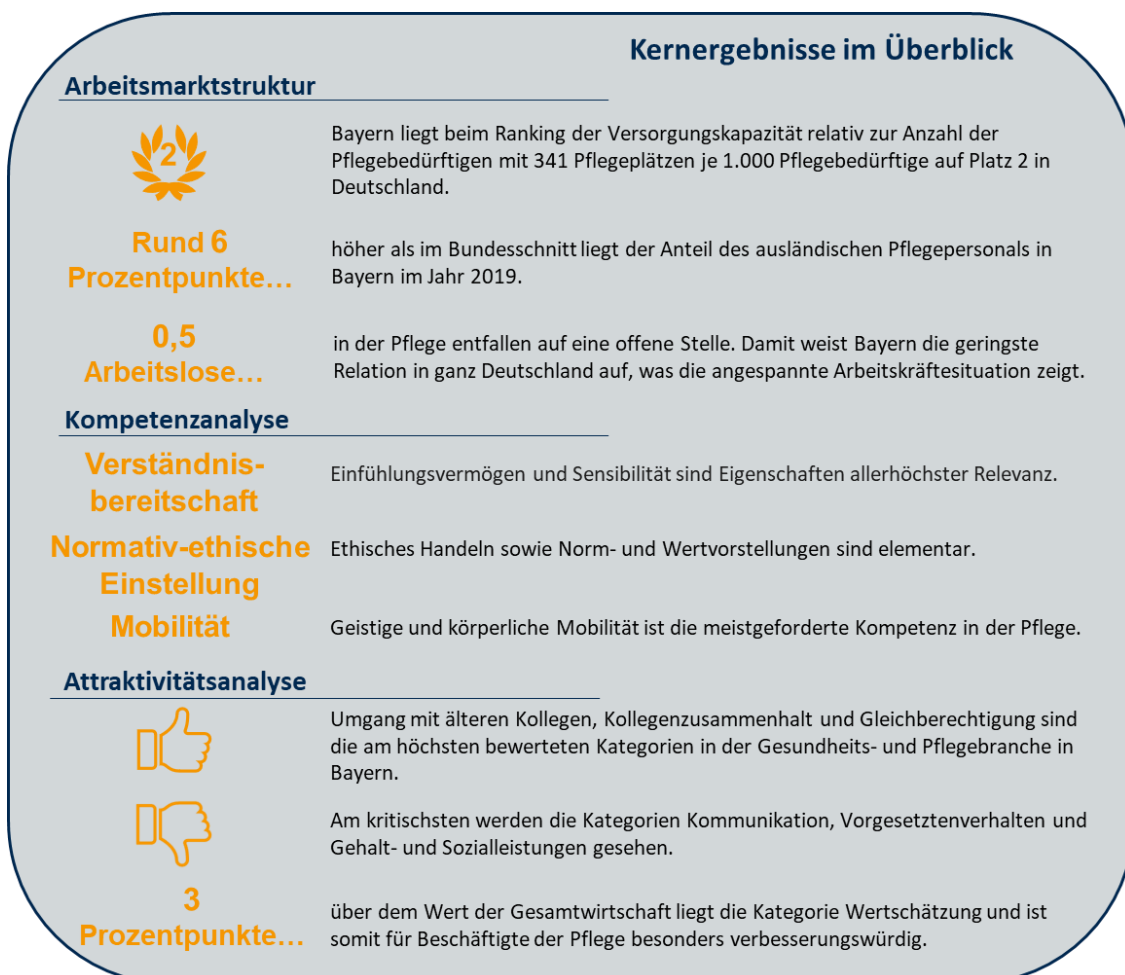 Kernergebnisse im Überblick
Arbeitsmarktstruktur
2
Bayern liegt beim Ranking der Versorgungskapazität relativ zur Anzahl der
Pflegebedürftigen mit 341 Pflegeplätzen je 1.000 Pflegebedürftige auf Platz 2 in
Deutschland.
Rund 6
Prozentpunkte…
höher als im Bundesschnitt liegt der Anteil des ausländischen Pflegepersonals in
Bayern im Jahr 2019.
0,5
Arbeitslose…
in der Pflege entfallen auf eine offene Stelle. Damit weist Bayern die geringste
Relation in ganz Deutschland auf, was die angespannte Arbeitskräftesituation zeigt.
Kompetenzanalyse
Verständnis-
bereitschaft
Einfühlungsvermögen und Sensibilität sind Eigenschaften allerhöchster Relevanz.
Normativ-ethische
Einstellung
Ethisches Handeln sowie Norm- und Wertvorstellungen sind elementar.
Mobilität
Geistige und körperliche Mobilität ist die meistgeforderte Kompetenz in der Pflege.
Attraktivitätsanalyse
Umgang mit älteren Kollegen, Kollegenzusammenhalt und Gleichberechtigung sind
die am höchsten bewerteten Kategorien in der Gesundheits- und Pflegebranche in
Bayern.
Am kritischsten werden die Kategorien Kommunikation, Vorgesetztenverhalten und
Gehalt- und Sozialleistungen gesehen.
3
Prozentpunkte…
über dem Wert der Gesamtwirtschaft liegt die Kategorie Wertschätzung und ist
somit für Beschäftigte der Pflege besonders verbesserungswürdig.